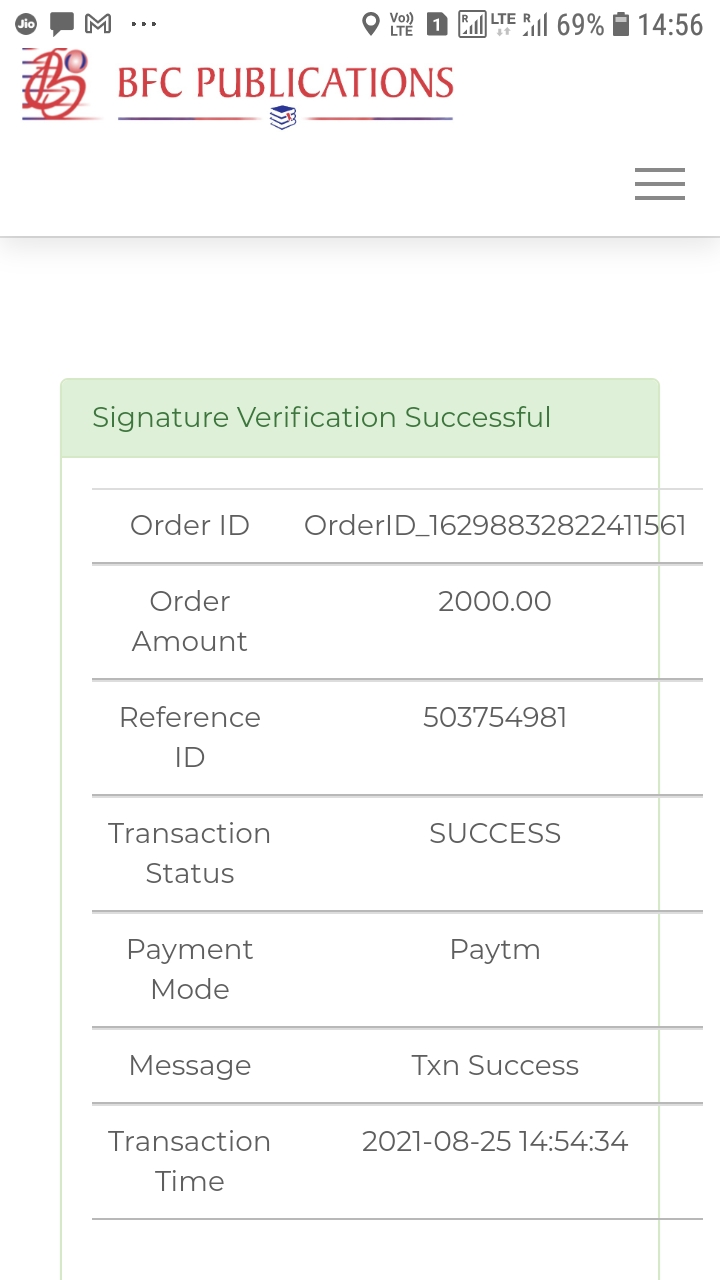 Jio Vo)) LTE 1 R LTE R 69% 14:56
BFC PUBLICATIONS
Signature Verification Successful
Order ID OrderID_16298832822411561
Order 2000.00
Amount
Reference 503754981
ID
Transaction SUCCESS
Status
Payment Paytm
Mode
Message Txn Success
Transaction 2021-08-25 14:54:34
Time